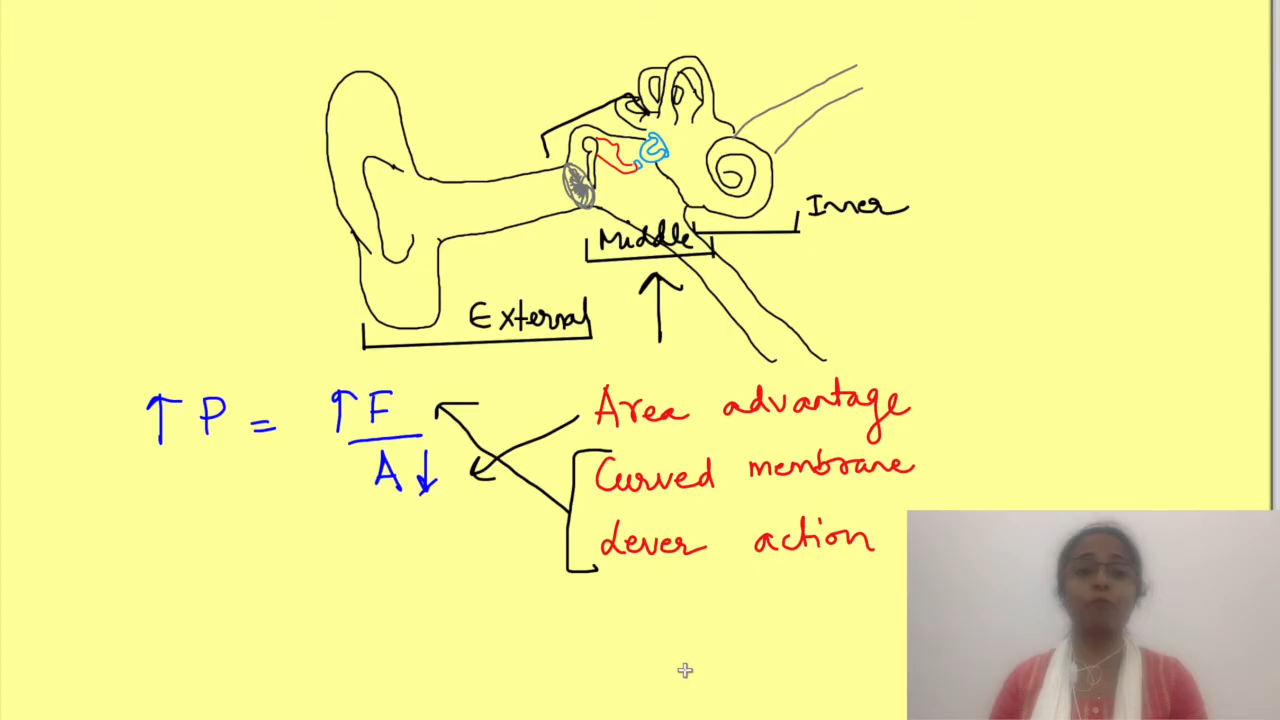 Inner
Middle
External
↑ P = ↑ F / A ↓
Area advantage
Curved membrane
Lever action